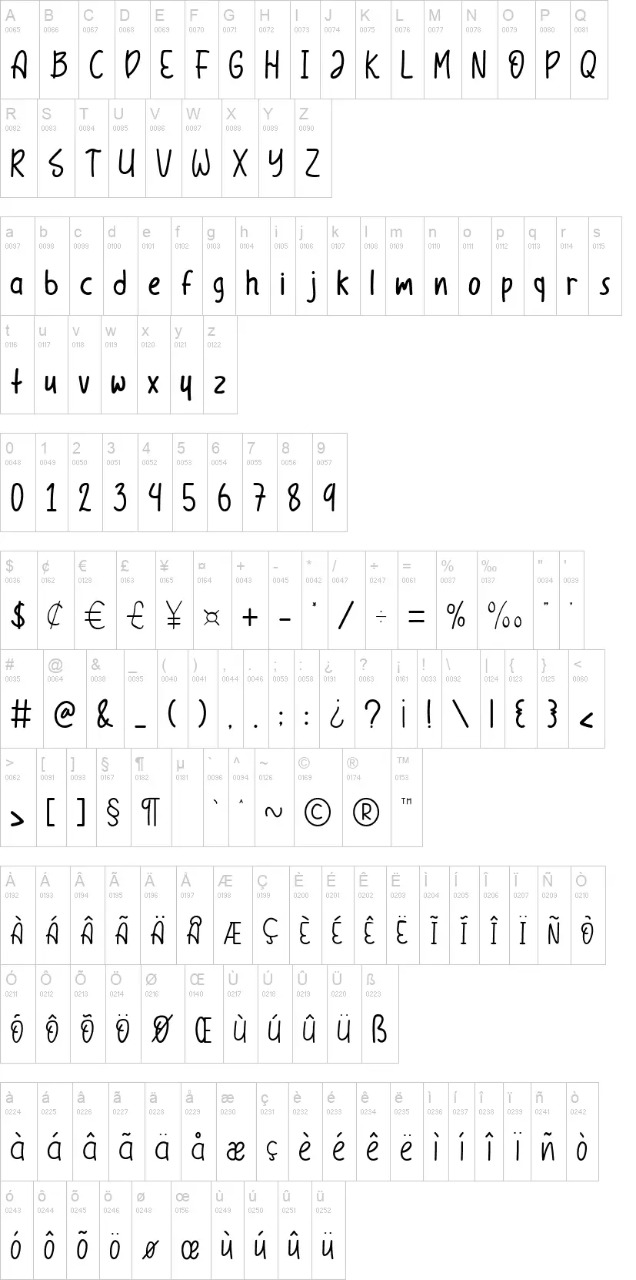 A B C D E F G H I J K L M N O P Q
0065 0066 0067 0068 0069 0070 0071 0072 0073 0074 0075 0076 0077 0078 0079 0080 0081
A B C D E F G H I J K L M N O P Q
R S T U V W X Y Z
0082 0083 0084 0085 0086 0087 0088 0089 0090
R S T U V W X Y Z
a b c d e f g h i j k l m n o p q r s
0097 0098 0099 0100 0101 0102 0103 0104 0105 0106 0107 0108 0109 0110 0111 0112 0113 0114 0115
a b c d e f g h i j k l m n o p q r s
t u v w x y z
0116 0117 0118 0119 0120 0121 0122
t u v w x y z
0 1 2 3 4 5 6 7 8 9
0048 0049 0050 0051 0052 0053 0054 0055 0056 0057
0 1 2 3 4 5 6 7 8 9
$ ¢ € £ ¥ ¤ + - * / ÷ = % ‰ " '
0036 0162 0128 0163 0165 0164 0043 0045 0042 0047 0247 0061 0037 0137 0034 0039
$ ¢ € £ ¥ ¤ + - * / ÷ = % ‰ " '
# @ & _ ( ) , . ; : ¿ ? ¡ ! \ | { } <
0035 0064 0038 0095 0040 0041 0044 0046 0059 0058 0191 0063 0161 0033 0092 0124 0123 0125 0060
# @ & _ ( ) , . ; : ¿ ? ¡ ! \ | { } <
> [ ] § ¶ µ ` ^ ~ © ® ™
0062 0091 0093 0167 0182 0096 0094 0126 0169 0174 0153
> [ ] § ¶ ` ^ ~ © ® ™
À Á Â Ã Ä Å Æ Ç È É Ê Ë Ì Í Î Ï Ñ Ò
0192 0193 0194 0195 0196 0197 0198 0199 0200 0201 0202 0203 0204 0205 0206 0207 0209 0210
À Á Â Ã Ä Å Æ Ç È É Ê Ë Ì Í Î Ï Ñ Ò
Ó Ô Õ Ö Ø Œ Ù Ú Û Ü ß
0211 0212 0213 0214 0216 0140 0217 0218 0219 0220 0223
Ó Ô Õ Ö Ø Œ Ù Ú Û Ü ß
à á â ã ä å æ ç è é ê ë ì í î ï ñ ò
0224 0225 0226 0227 0228 0229 0230 0231 0232 0233 0234 0235 0236 0237 0238 0239 0241 0242
à á â ã ä å æ ç è é ê ë ì í î ï ñ ò
ó ô õ ö ø œ ù ú û ü
0243 0244 0245 0246 0248 0156 0249 0250 0251 0252
ó ô õ ö ø œ ù ú û ü